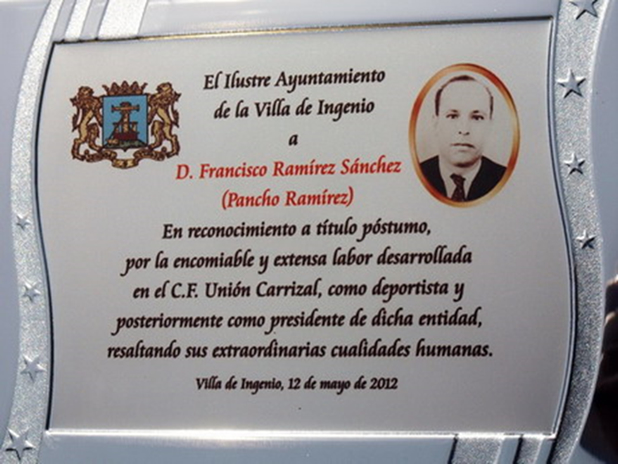 El Ilustre Ayuntamiento
de la Villa de Ingenio
a
D. Francisco Ramírez Sánchez
(Pancho Ramírez)
En reconocimiento a título póstumo,
por la encomiable y extensa labor desarrollada
en el C.F. Unión Carrizal, como deportista y
posteriormente como presidente de dicha entidad,
resaltando sus extraordinarias cualidades humanas.
Villa de Ingenio, 12 de mayo de 2012